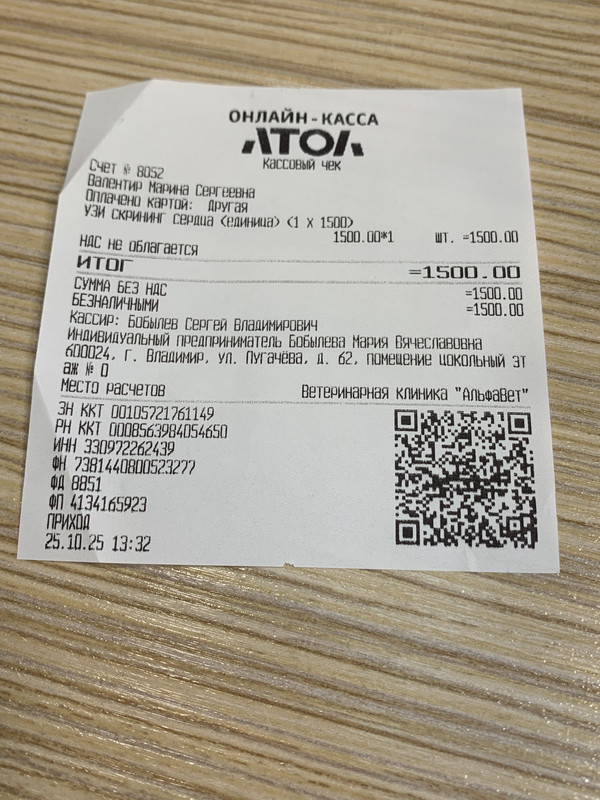 ОНЛАЙН-КАССА
АТОЛ
Кассовый чек
Счет № 8052
Валентир Марина Сергеевна
Оплачено картой: Другая
УЗИ скрининг сердца (единица) (1 X 1500)
1500.00*1 шт. =1500.00
НДС не облагается
ИТОГ =1500.00
СУММА БЕЗ НДС =1500.00
БЕЗНАЛИЧНЫМИ =1500.00
Кассир: Бобылев Сергей Владимирович
Индивидуальный предприниматель Бобылева Мария Вячеславовна
600024, г. Владимир, ул. Пугачёва, д. 62, помещение цокольный эт
аж № 0
Место расчетов Ветеринарная клиника "АльфаВет"
ЗН ККТ 00105721761149
РН ККТ 0008563984054650
ИНН 330972262439
ФН 7381440800523277
ФД 8851
ФП 4134165923
ПРИХОД
25.10.25 13:32